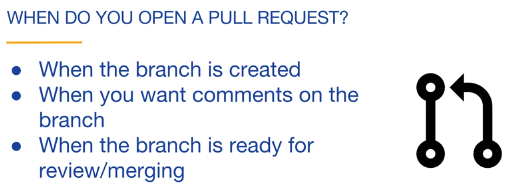 WHEN DO YOU OPEN A PULL REQUEST?
● When the branch is created
● When you want comments on the
branch
● When the branch is ready for
review/merging